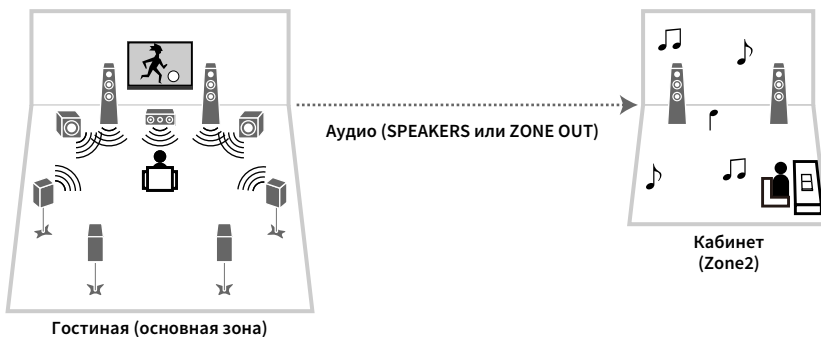 Аудио (SPEAKERS или ZONE OUT)
Кабинет
(Zone2)
Гостиная (основная зона)